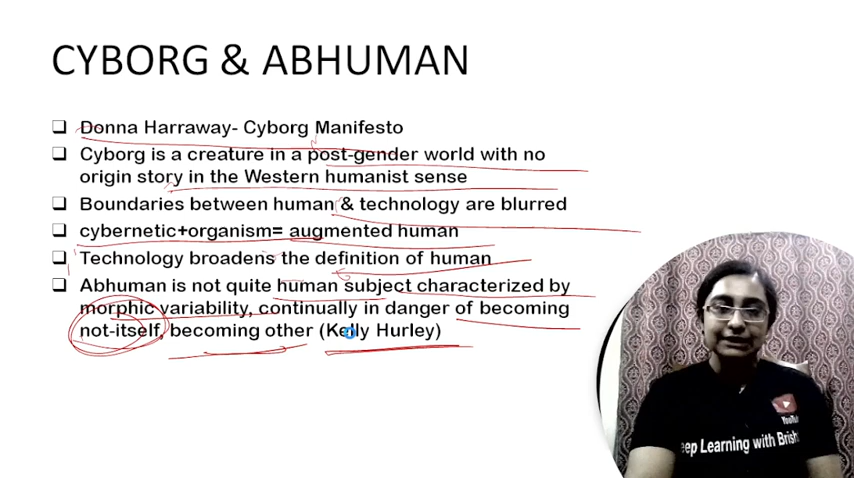 CYBORG & ABHUMAN
Donna Harraway- Cyborg Manifesto
Cyborg is a creature in a post-gender world with no
origin story in the Western humanist sense
Boundaries between human & technology are blurred
cybernetic+organism= augmented human
Technology broadens the definition of human
Abhuman is not quite human subject characterized by
morphic variability, continually in danger of becoming
not-itself, becoming other (Kelly Hurley)
YouTu
eep Learning with Brish